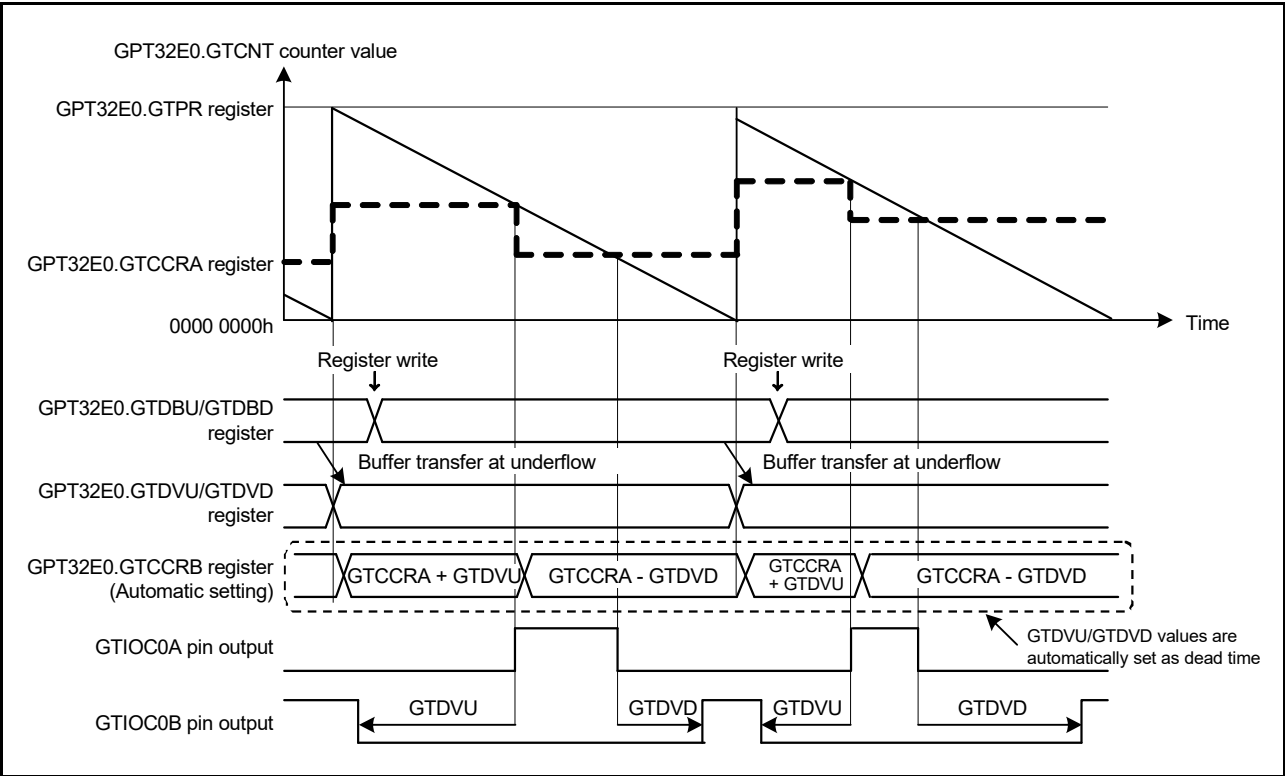 GPT32E0.GTCNT counter value
GPT32E0.GTPR register
GPT32E0.GTCCRA register
0000 0000h
Time
Register write
Register write
GPT32E0.GTDBU/GTDBD
register
Buffer transfer at underflow
Buffer transfer at underflow
GPT32E0.GTDVU/GTDVD
register
GPT32E0.GTCCRB register
(Automatic setting)
GTCCRA + GTDVU
GTCCRA - GTDVD
GTCCRA
+ GTDVU
GTCCRA - GTDVD
GTDVU/GTDVD values are
automatically set as dead time
GTIOC0A pin output
GTIOC0B pin output
GTDVU
GTDVD
GTDVU
GTDVD